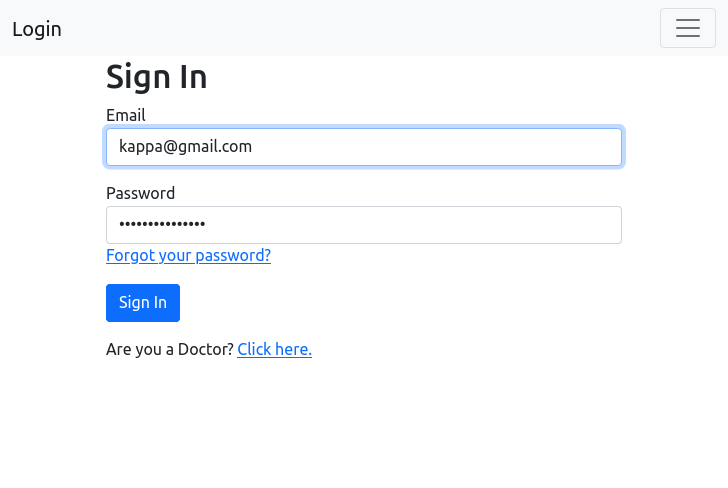 Login
Sign In
Email
kappa@gmail.com
Password
•••••••••••••••
Forgot your password?
Sign In
Are you a Doctor? Click here.